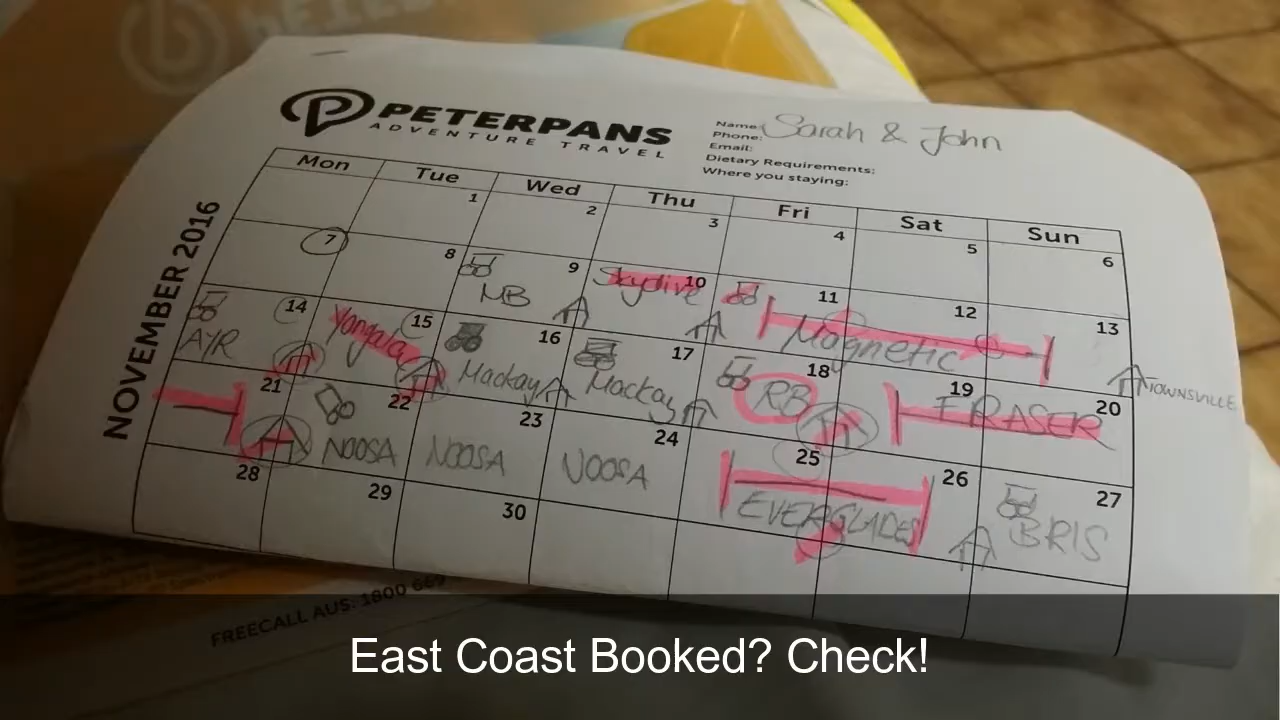 PETERPANS
ADVENTURE TRAVEL
Name: Sarah & John
Phone:
Email:
Dietary Requirements:
Where you staying:
NOVEMBER 2016
Mon Tue Wed Thu Fri Sat Sun
1 2 3 4 5 6
7 8 9 10 11 12 13
MB Skydive Magnetic
14 15 16 17 18 19 20
AYR Yongala Mackay Mackay RB FRASER TOWNSVILLE
21 22 23 24 25 26 27
NOOSA NOOSA NOOSA EVERGLADES BRIS
28 29 30
FREECALL AUS: 1800 669
East Coast Booked? Check!